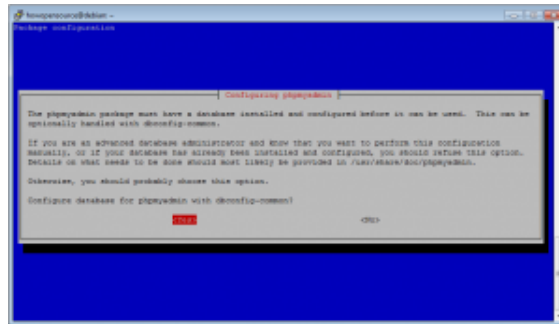 howopensource@debian: ~
Package configuration
Configuring phpmyadmin
The phpmyadmin package must have a database installed and configured before it can be used. This can be
optionally handled with dbconfig-common.
If you are an advanced database administrator and know that you want to perform this configuration
manually, or if your database has already been installed and configured, you should refuse this option.
Details on what needs to be done should most likely be provided in /usr/share/doc/phpmyadmin.
Otherwise, you should probably choose this option.
Configure database for phpmyadmin with dbconfig-common?
<Yes> <No>